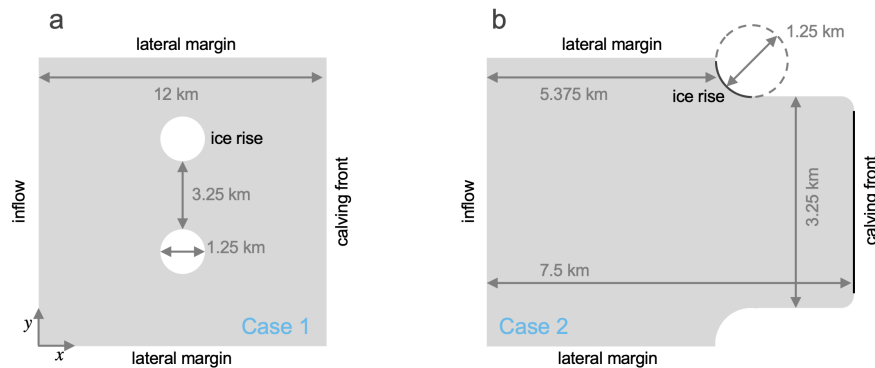 a
lateral margin
12 km
ice rise
inflow
3.25 km
calving front
1.25 km
Case 1
y
x
lateral margin
b
1.25 km
lateral margin
5.375 km
ice rise
inflow
3.25 km
calving front
7.5 km
Case 2
lateral margin